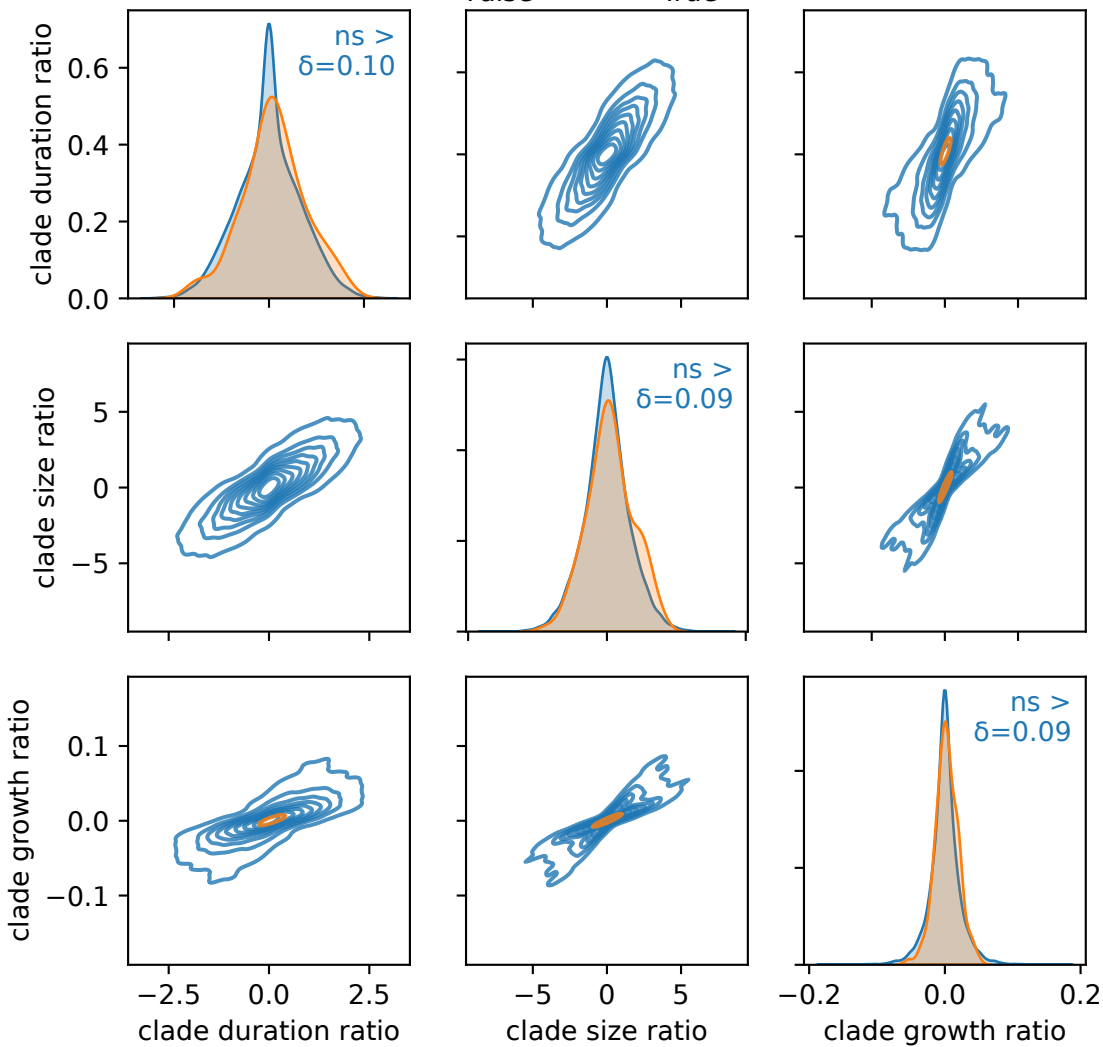 clade duration ratio
0.6
0.4
0.2
0.0
ns >
δ=0.10
clade size ratio
5
0
−5
ns >
δ=0.09
clade growth ratio
0.1
0.0
−0.1
ns >
δ=0.09
−2.5 0.0 2.5
−5 0 5
−0.2 0.0 0.2
clade duration ratio
clade size ratio
clade growth ratio